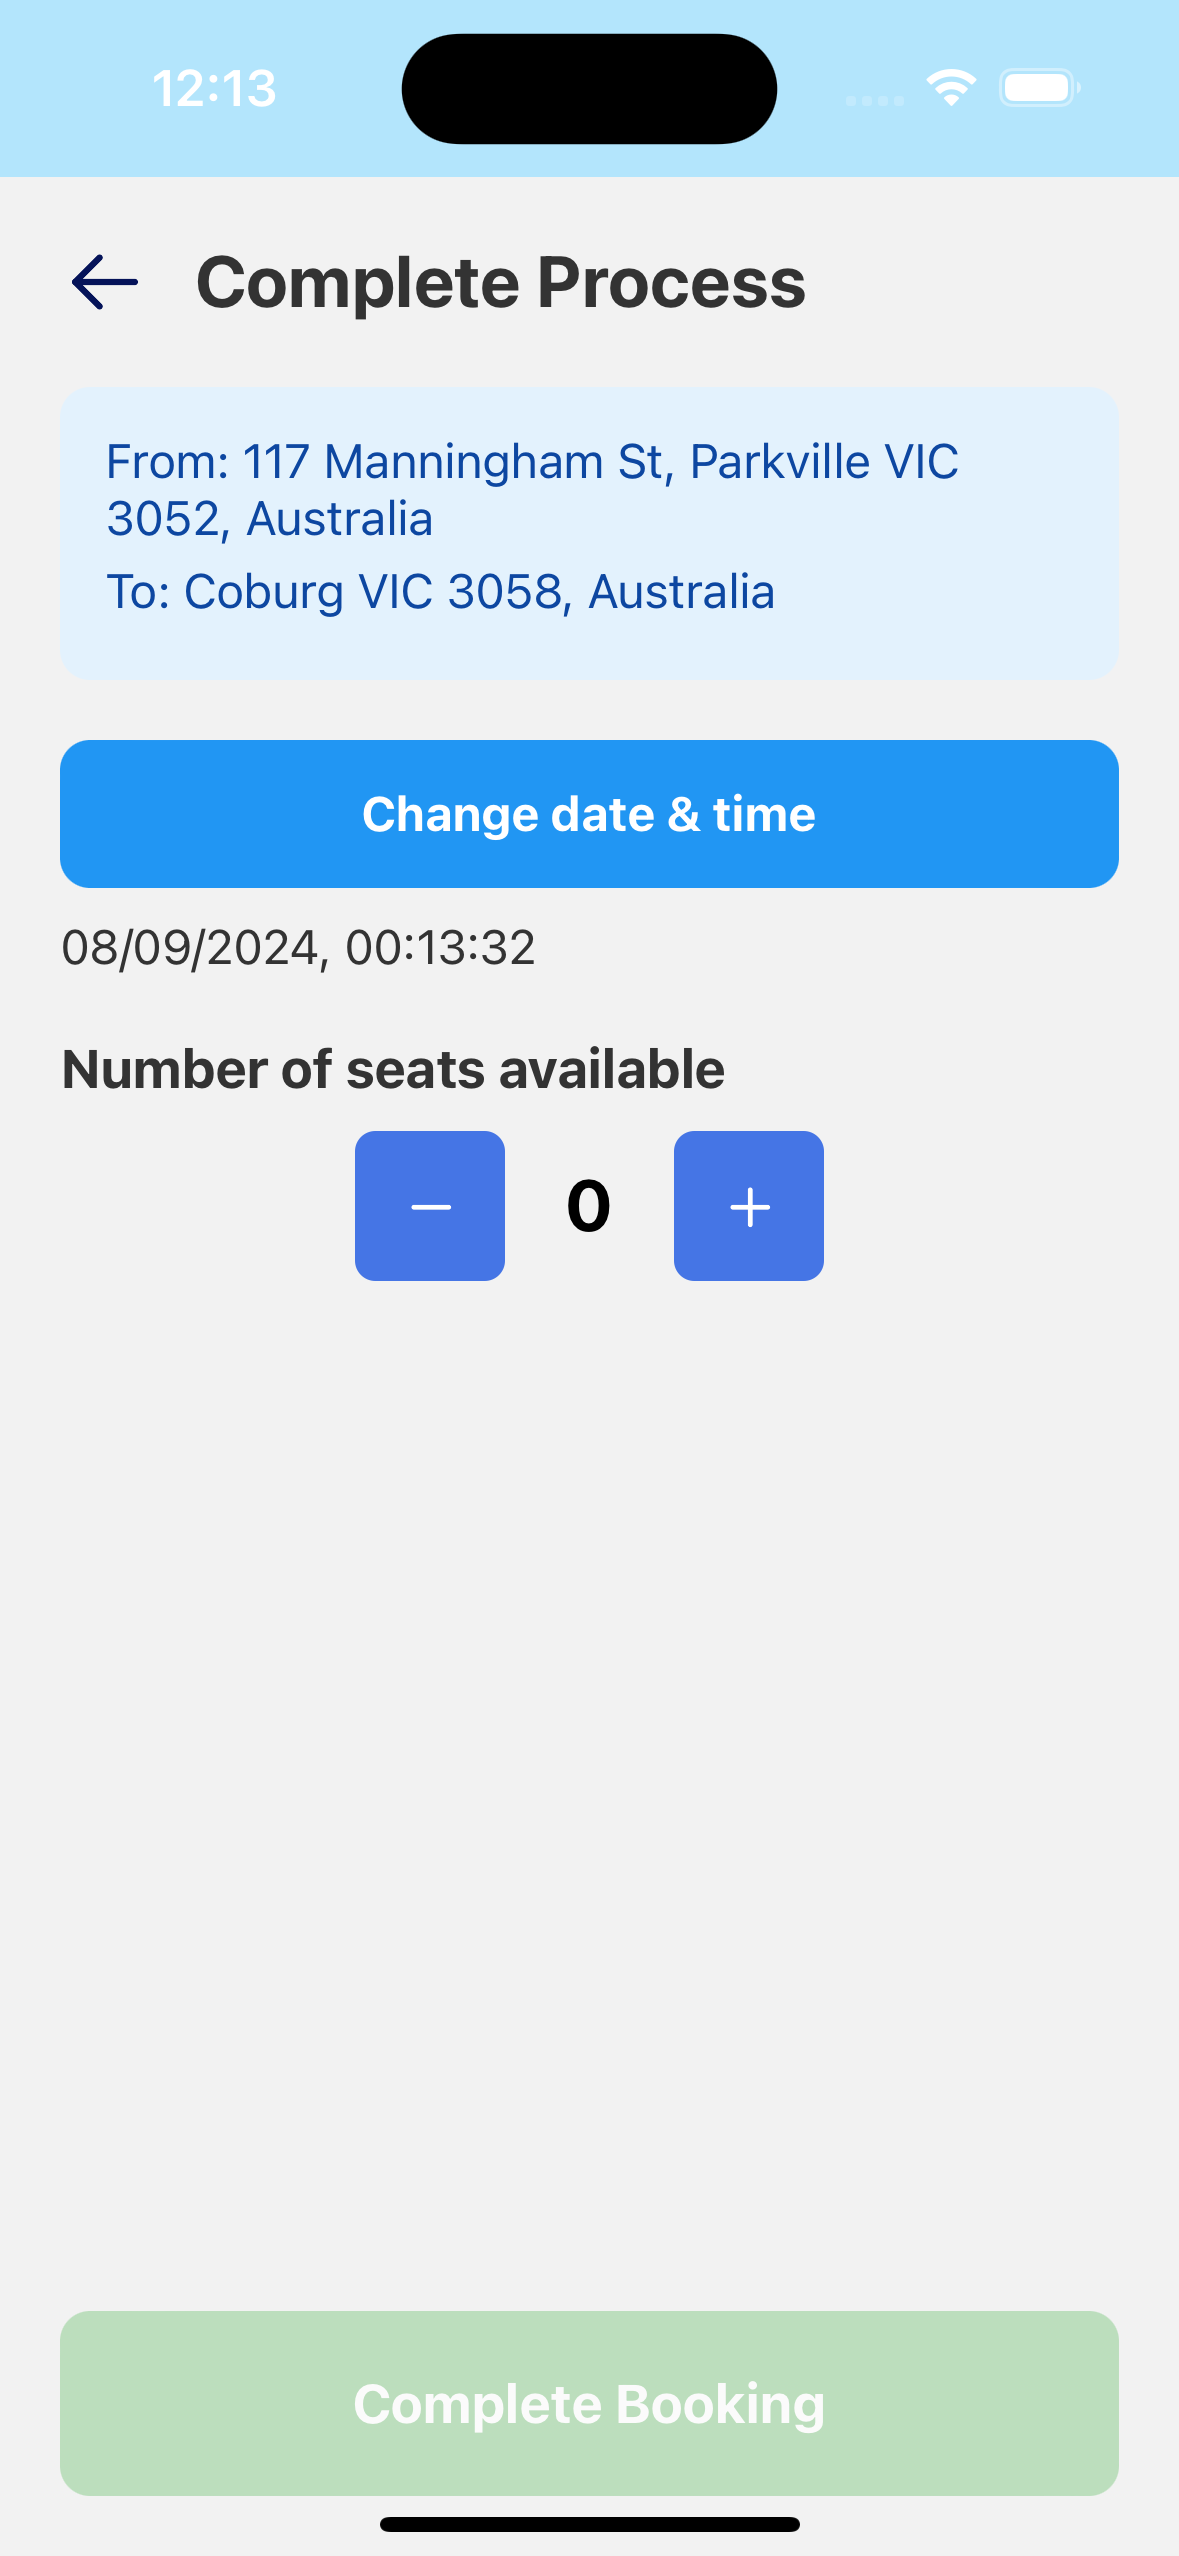 12:13
Complete Process
From: 117 Manningham St, Parkville VIC
3052, Australia
To: Coburg VIC 3058, Australia
Change date & time
08/09/2024, 00:13:32
Number of seats available
− 0 +
Complete Booking